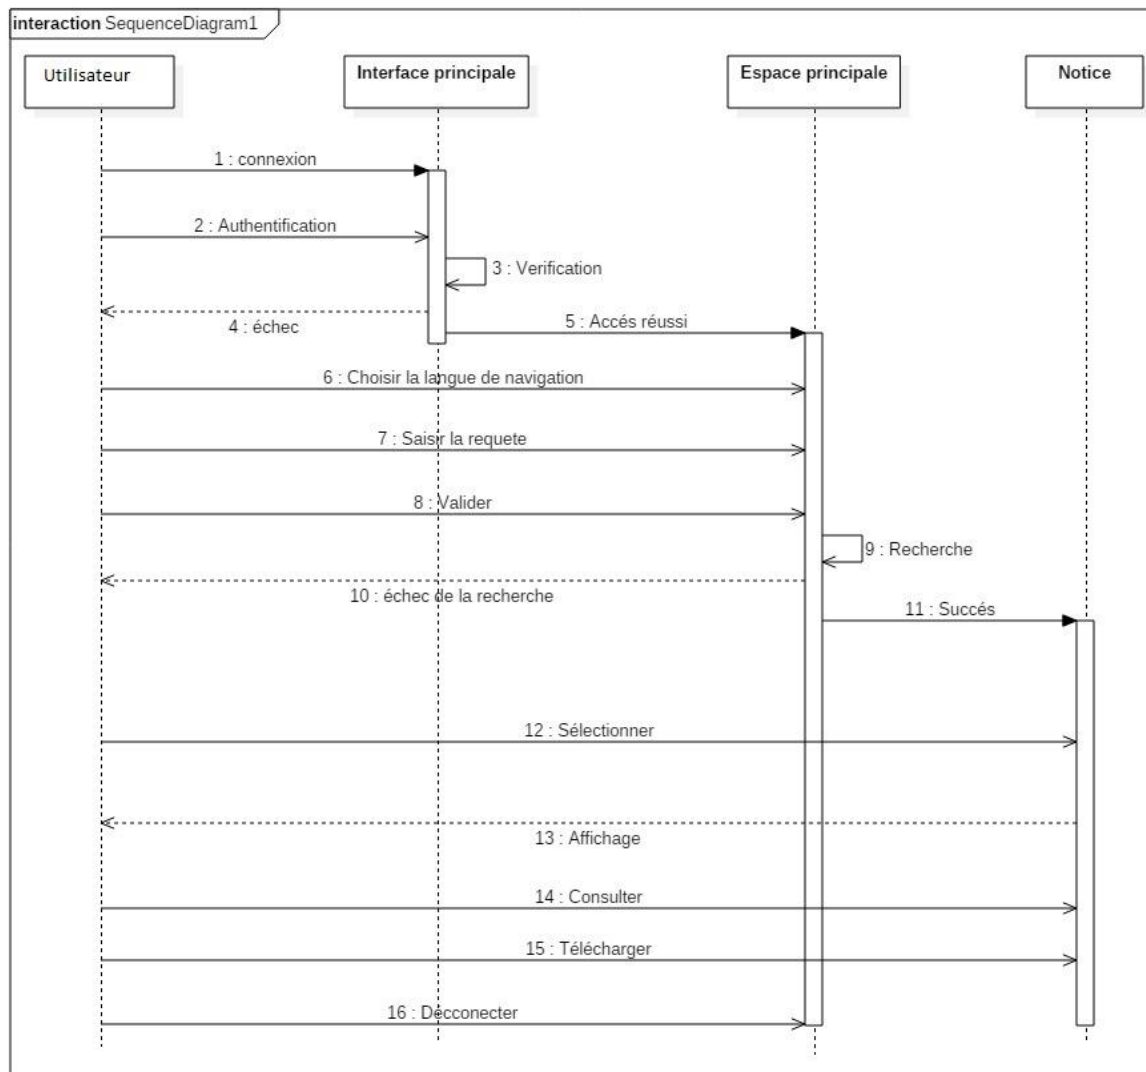 interaction SequenceDiagram1
Utilisateur
Interface principale
Espace principale
Notice
1 : connexion
2 : Authentification
3 : Verification
4 : échec
5 : Accés réussi
6 : Choisir la langue de navigation
7 : Saisir la requete
8 : Valider
9 : Recherche
10 : échec de la recherche
11 : Succés
12 : Sélectionner
13 : Affichage
14 : Consulter
15 : Télécharger
16 : Décconecter